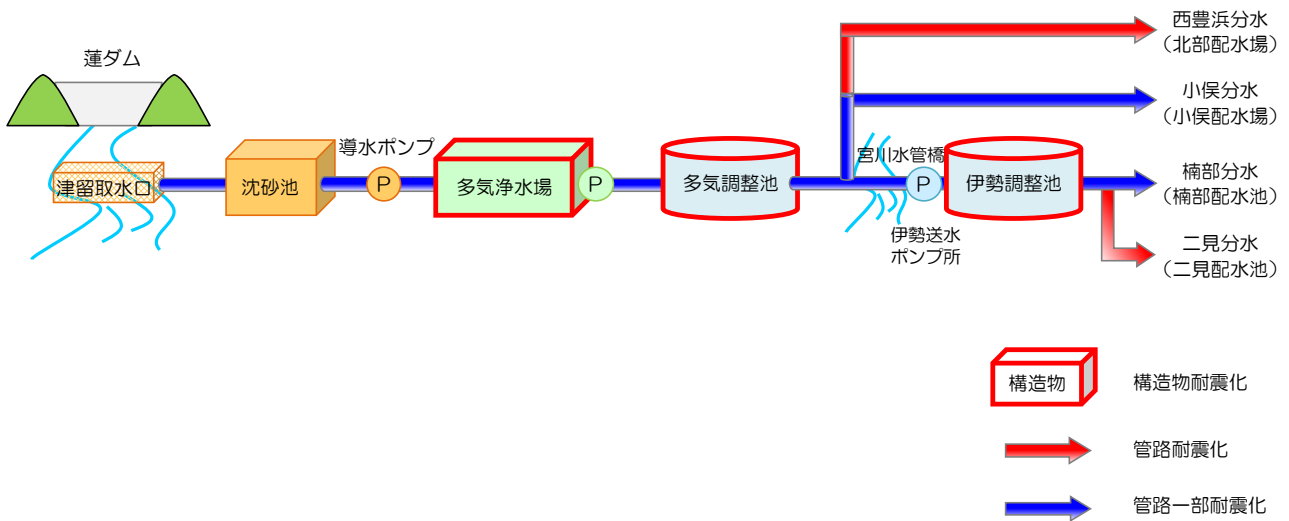 蓮ダム
津留取水口
沈砂池
導水ポンプ
P
多気浄水場
P
多気調整池
宮川水管橋
P
伊勢送水
ポンプ所
伊勢調整池
西豊浜分水
（北部配水場）
小俣分水
（小俣配水場）
楠部分水
（楠部配水池）
二見分水
（二見配水池）
構造物
構造物耐震化
管路耐震化
管路一部耐震化